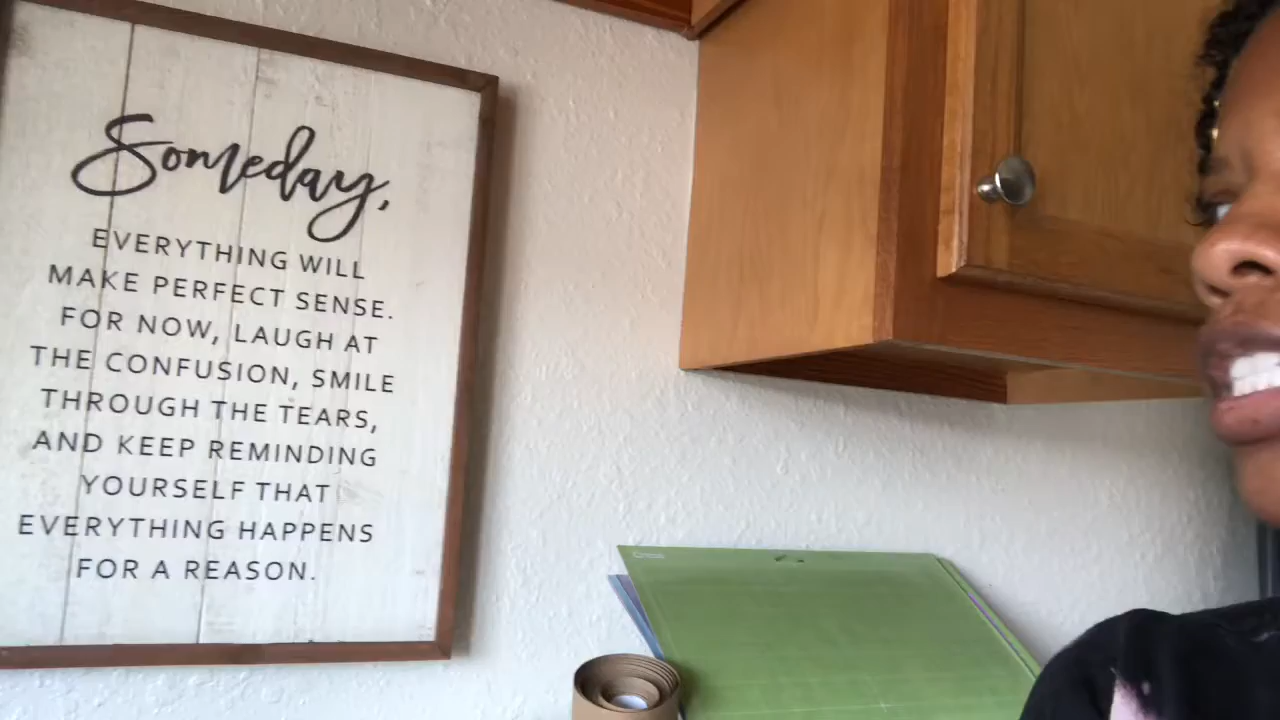 Someday,
EVERYTHING WILL
MAKE PERFECT SENSE.
FOR NOW, LAUGH AT
THE CONFUSION, SMILE
THROUGH THE TEARS,
AND KEEP REMINDING
YOURSELF THAT
EVERYTHING HAPPENS
FOR A REASON.